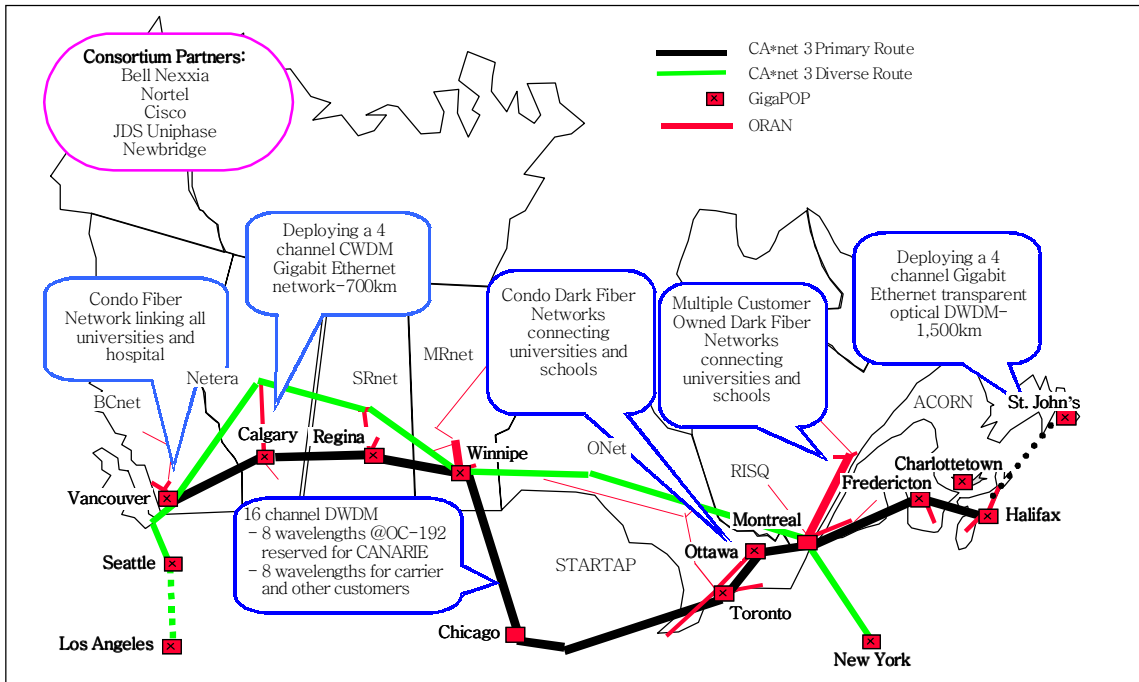 Consortium Partners:
Bell Nexxia
Nortel
Cisco
JDS Uniphase
Newbridge
CA*net 3 Primary Route
CA*net 3 Diverse Route
GigaPOP
ORAN
Deploying a 4
channel CWDM
Gigabit Ethernet
network-700km
Condo Fiber
Network linking all
universities and
hospital
Condo Dark Fiber
Networks
connecting
universities and
schools
Multiple Customer
Owned Dark Fiber
Networks
connecting
universities and
schools
Deploying a 4
channel Gigabit
Ethernet transparent
optical DWDM-
1,500km
BCnet
Netera
SRnet
MRnet
ONet
RISQ
ACORN
St. John's
Calgary
Regina
Winnipe
Vancouver
Charlottetown
Fredericton
Halifax
Montreal
Ottawa
Toronto
16 channel DWDM
- 8 wavelengths @OC-192
reserved for CANARIE
- 8 wavelengths for carrier
and other customers
STARTAP
Seattle
Los Angeles
Chicago
New York